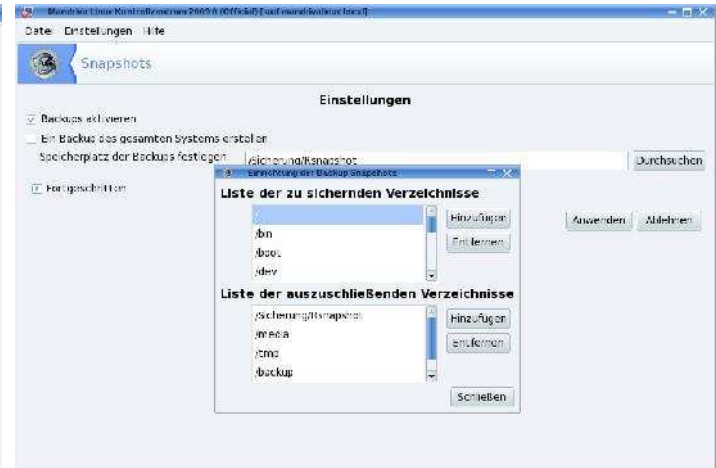 Mandriva Linux Kontrollzentrum 2009.0 (Official) [auf mandrivalinux.local]
Datei Einstellungen Hilfe
Snapshots
Einstellungen
Backups aktivieren
Ein Backup des gesamten Systems erstellen
Speicherplatz der Backups festlegen /Sicherung/Rsnapshot Durchsuchen
Fortgeschritten
Anwenden Ablehnen
Einrichtung der Backup Snapshots
Liste der zu sichernden Verzeichnisse
/
/bin
/boot
/dev
Hinzufügen
Entfernen
Liste der auszuschließenden Verzeichnisse
/Sicherung/Rsnapshot
/media
/tmp
/backup
Hinzufügen
Entfernen
Schließen